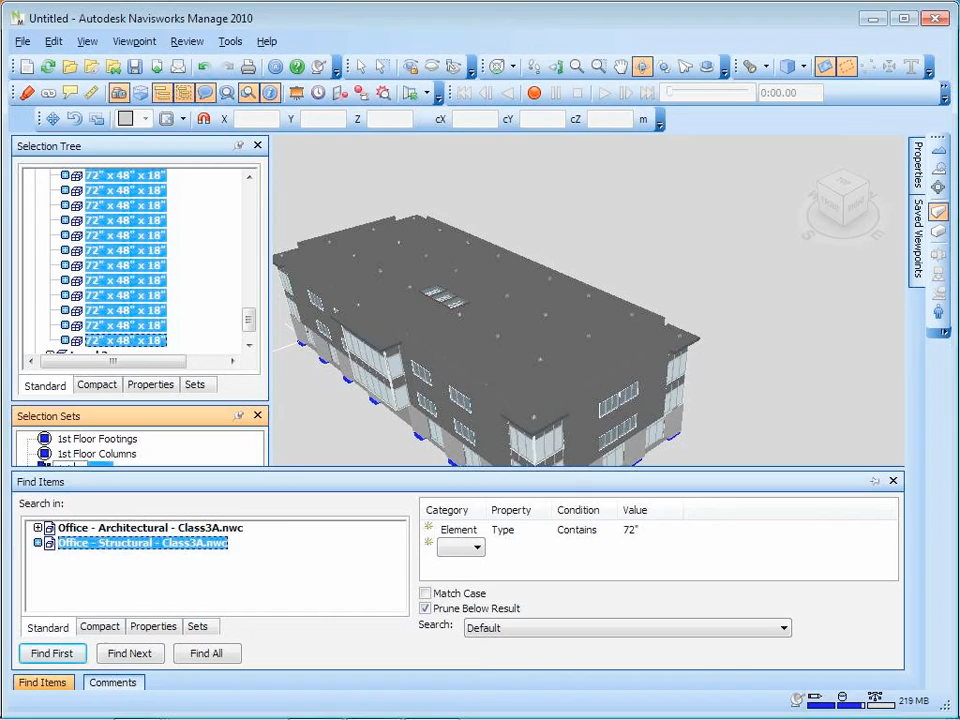 Untitled - Autodesk Navisworks Manage 2010
File Edit View Viewpoint Review Tools Help
0:00.00
X Y Z cX cY cZ m
Selection Tree
72" x 48" x 18"
72" x 48" x 18"
72" x 48" x 18"
72" x 48" x 18"
72" x 48" x 18"
72" x 48" x 18"
72" x 48" x 18"
72" x 48" x 18"
72" x 48" x 18"
72" x 48" x 18"
72" x 48" x 18"
72" x 48" x 18"
Standard Compact Properties Sets
Selection Sets
1st Floor Footings
1st Floor Columns
TOP
FRONT RIGHT
S E
Properties
Saved Viewpoints
Find Items
Search in:
Office - Architectural - Class3A.nwc
Office - Structural - Class3A.nwc
Standard Compact Properties Sets
Find First Find Next Find All
Category Property Condition Value
Element Type Contains 72"
Match Case
Prune Below Result
Search: Default
Find Items Comments
219 MB